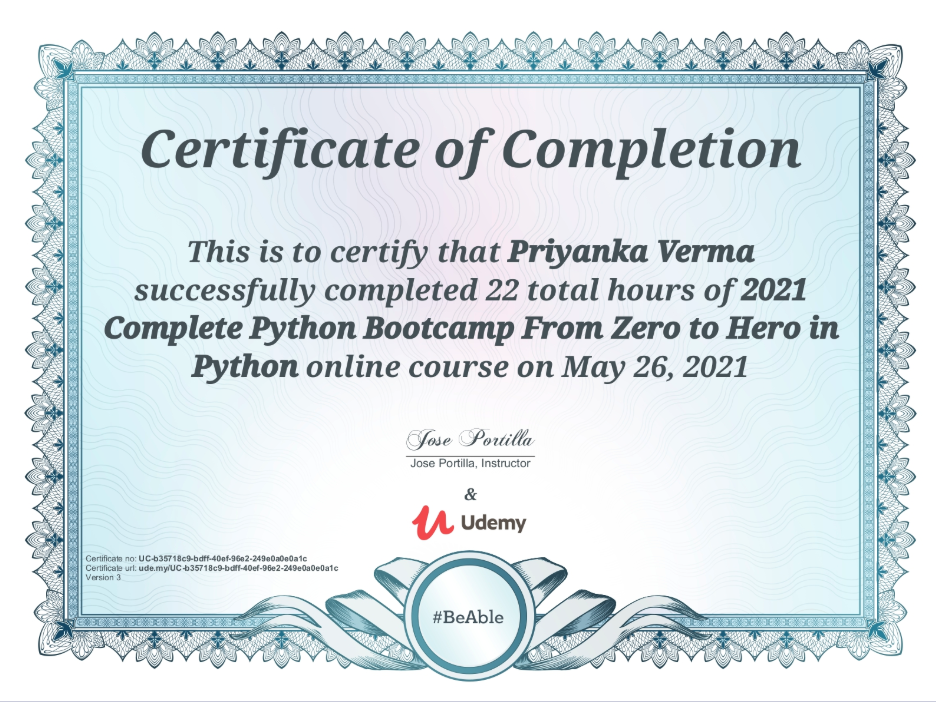 Certificate of Completion
This is to certify that Priyanka Verma
successfully completed 22 total hours of 2021
Complete Python Bootcamp From Zero to Hero in
Python online course on May 26, 2021
Jose Portilla
Jose Portilla, Instructor
&
Udemy
Certificate no: UC-b35718c9-bdff-40ef-96e2-249e0a0e0a1c
Certificate url: ude.my/UC-b35718c9-bdff-40ef-96e2-249e0a0e0a1c
Version 3
#BeAble